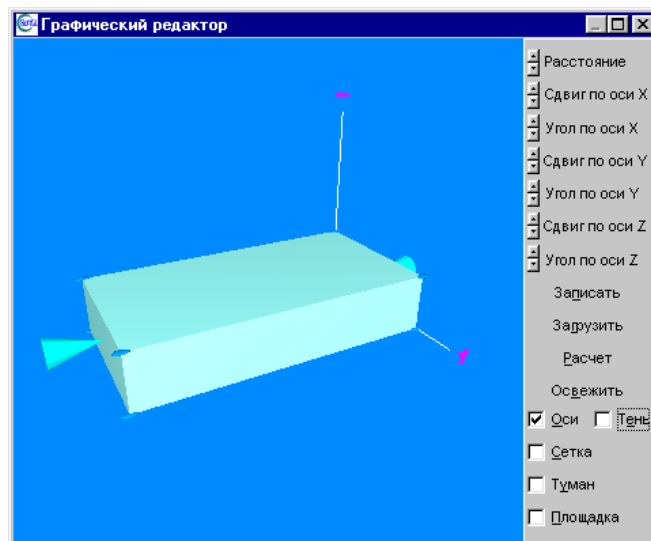 Графический редактор
Расстояние
Сдвиг по оси X
Угол по оси X
Сдвиг по оси Y
Угол по оси Y
Сдвиг по оси Z
Угол по оси Z
Записать
Загрузить
Расчет
Освежить
Оси Тень
Сетка
Туман
Площадка
Y